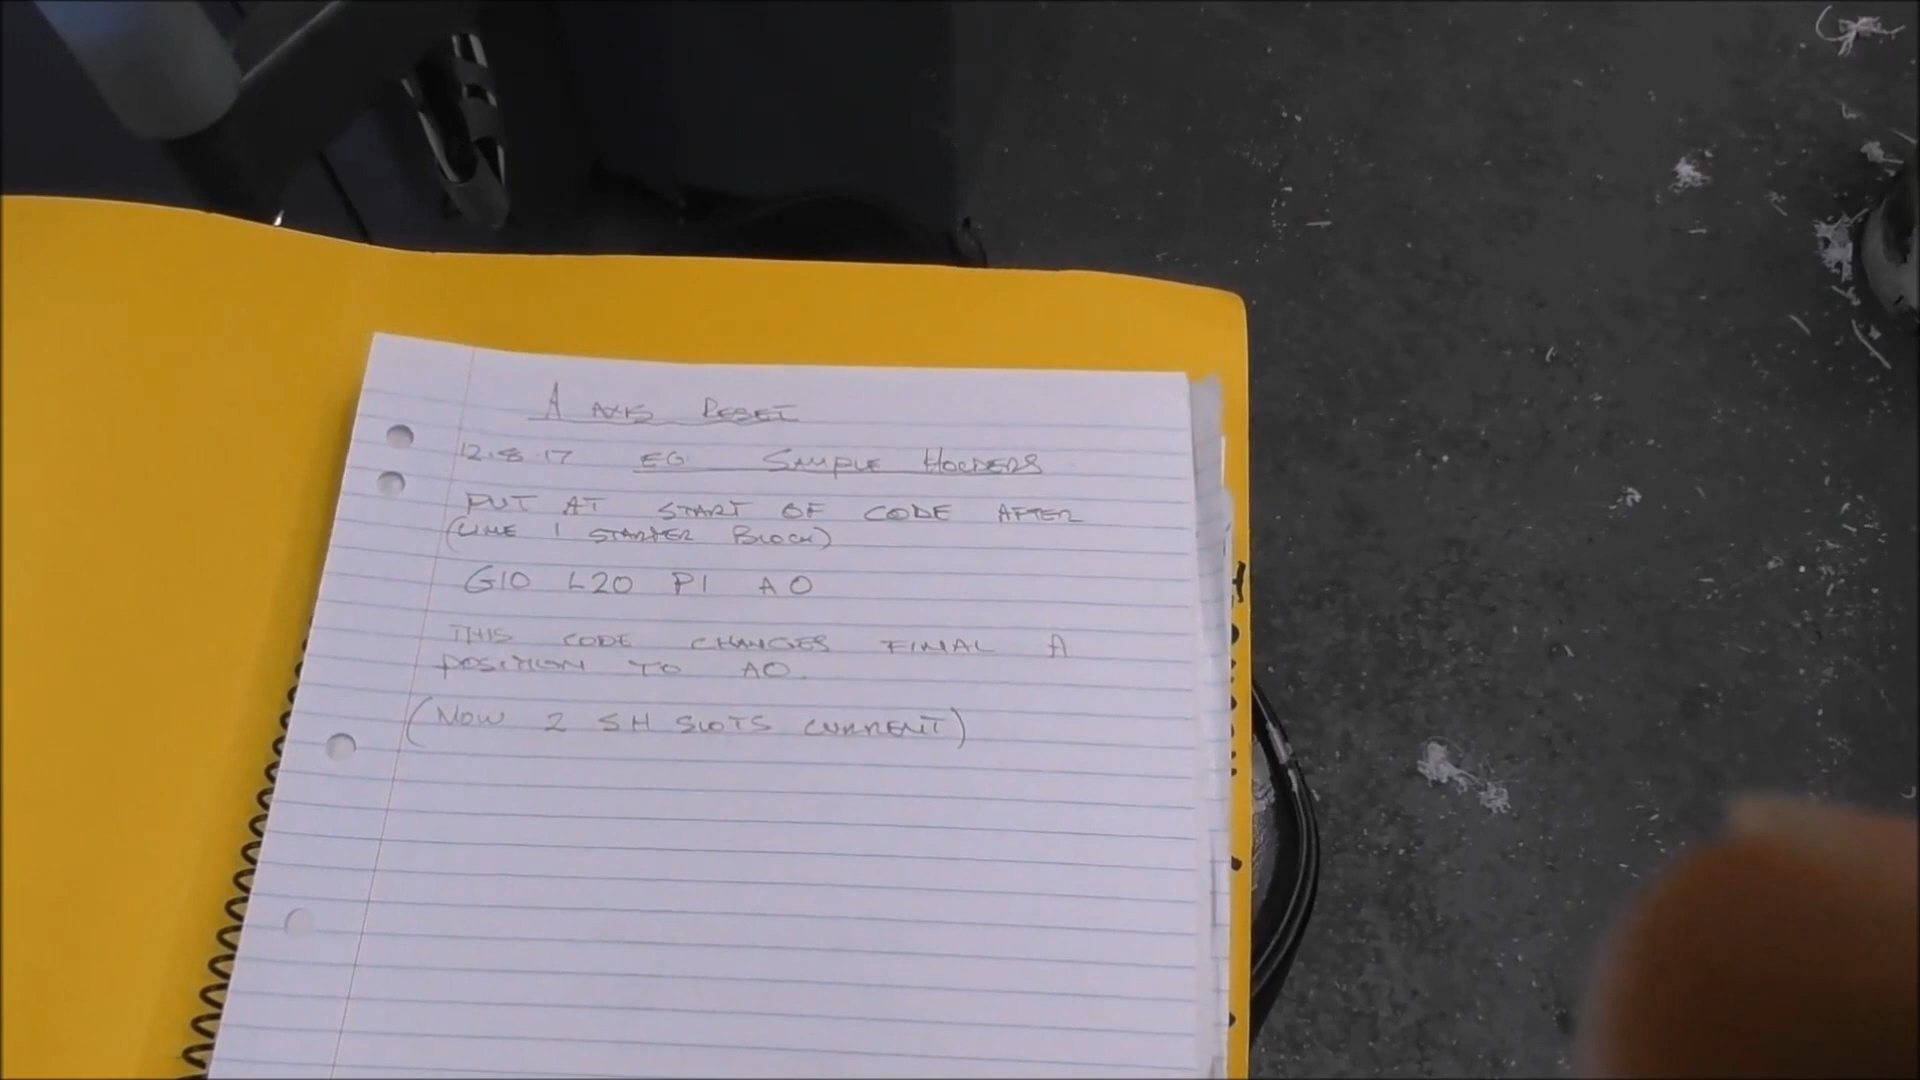 A AXIS RESET
12.8.17 EG SAMPLE HOLDERS
PUT AT START OF CODE AFTER
(LINE 1 STARTER BLOCK)
G10 L20 P1 A0
THIS CODE CHANGES FINAL A
POSITION TO A0.
(NOW 2 SH SLOTS CURRENT)